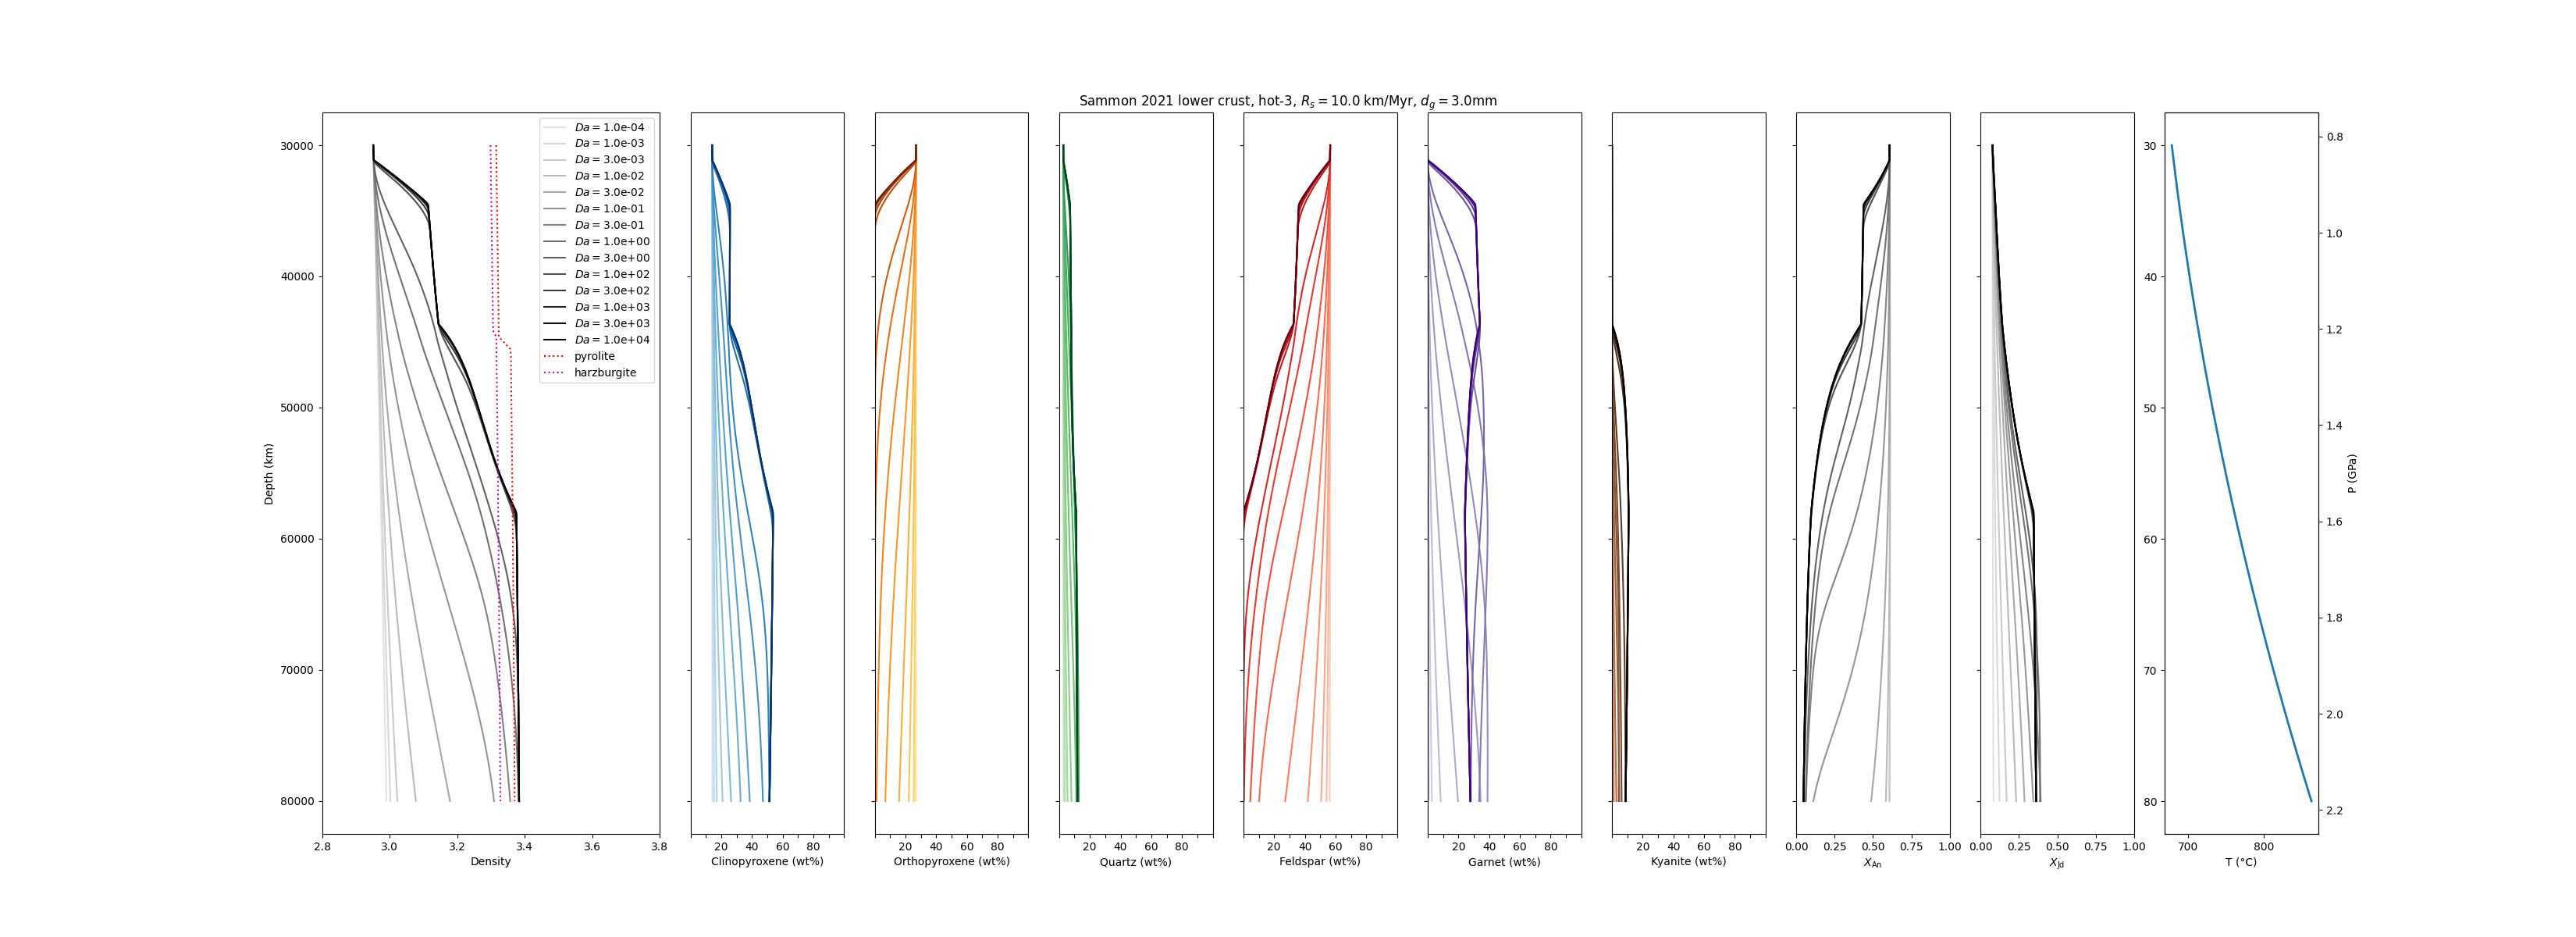 Sammon 2021 lower crust, hot-3, R_s = 10.0 km/Myr, d_g = 3.0mm
Da = 1.0e-04
Da = 1.0e-03
Da = 3.0e-03
Da = 1.0e-02
Da = 3.0e-02
Da = 1.0e-01
Da = 3.0e-01
Da = 1.0e+00
Da = 3.0e+00
Da = 1.0e+02
Da = 3.0e+02
Da = 1.0e+03
Da = 3.0e+03
Da = 1.0e+04
pyrolite
harzburgite
Depth (km)
30000
40000
50000
60000
70000
80000
2.8 3.0 3.2 3.4 3.6 3.8
Density
20 40 60 80
Clinopyroxene (wt%)
20 40 60 80
Orthopyroxene (wt%)
20 40 60 80
Quartz (wt%)
20 40 60 80
Feldspar (wt%)
20 40 60 80
Garnet (wt%)
20 40 60 80
Kyanite (wt%)
0.00 0.25 0.50 0.75 1.00
X_An
0.00 0.25 0.50 0.75 1.00
X_Jd
30
40
50
60
70
80
700 800
T (°C)
0.8
1.0
1.2
1.4
1.6
1.8
2.0
2.2
P (GPa)